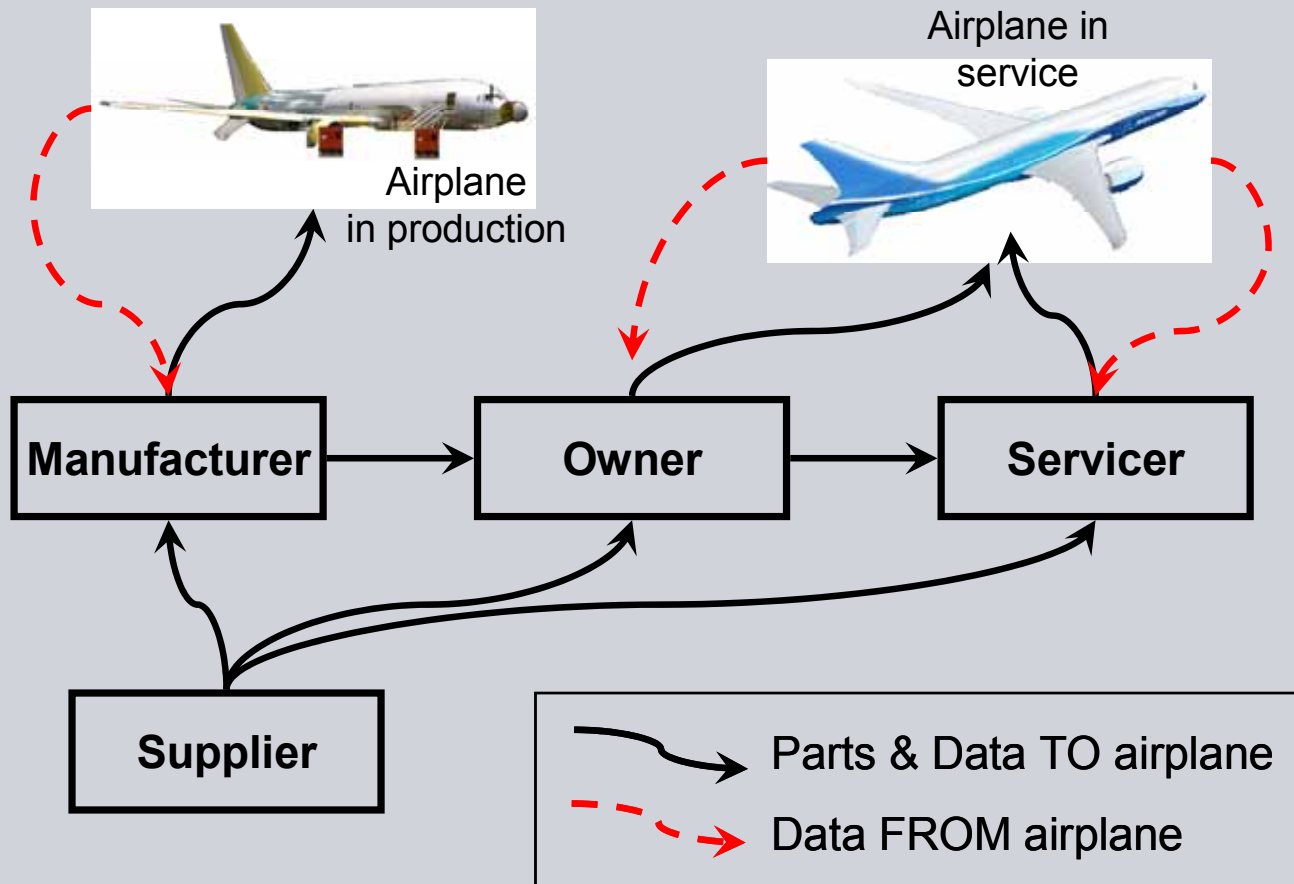 Airplane in
service
Airplane
in production
Manufacturer
Owner
Servicer
Supplier
Parts & Data TO airplane
Data FROM airplane